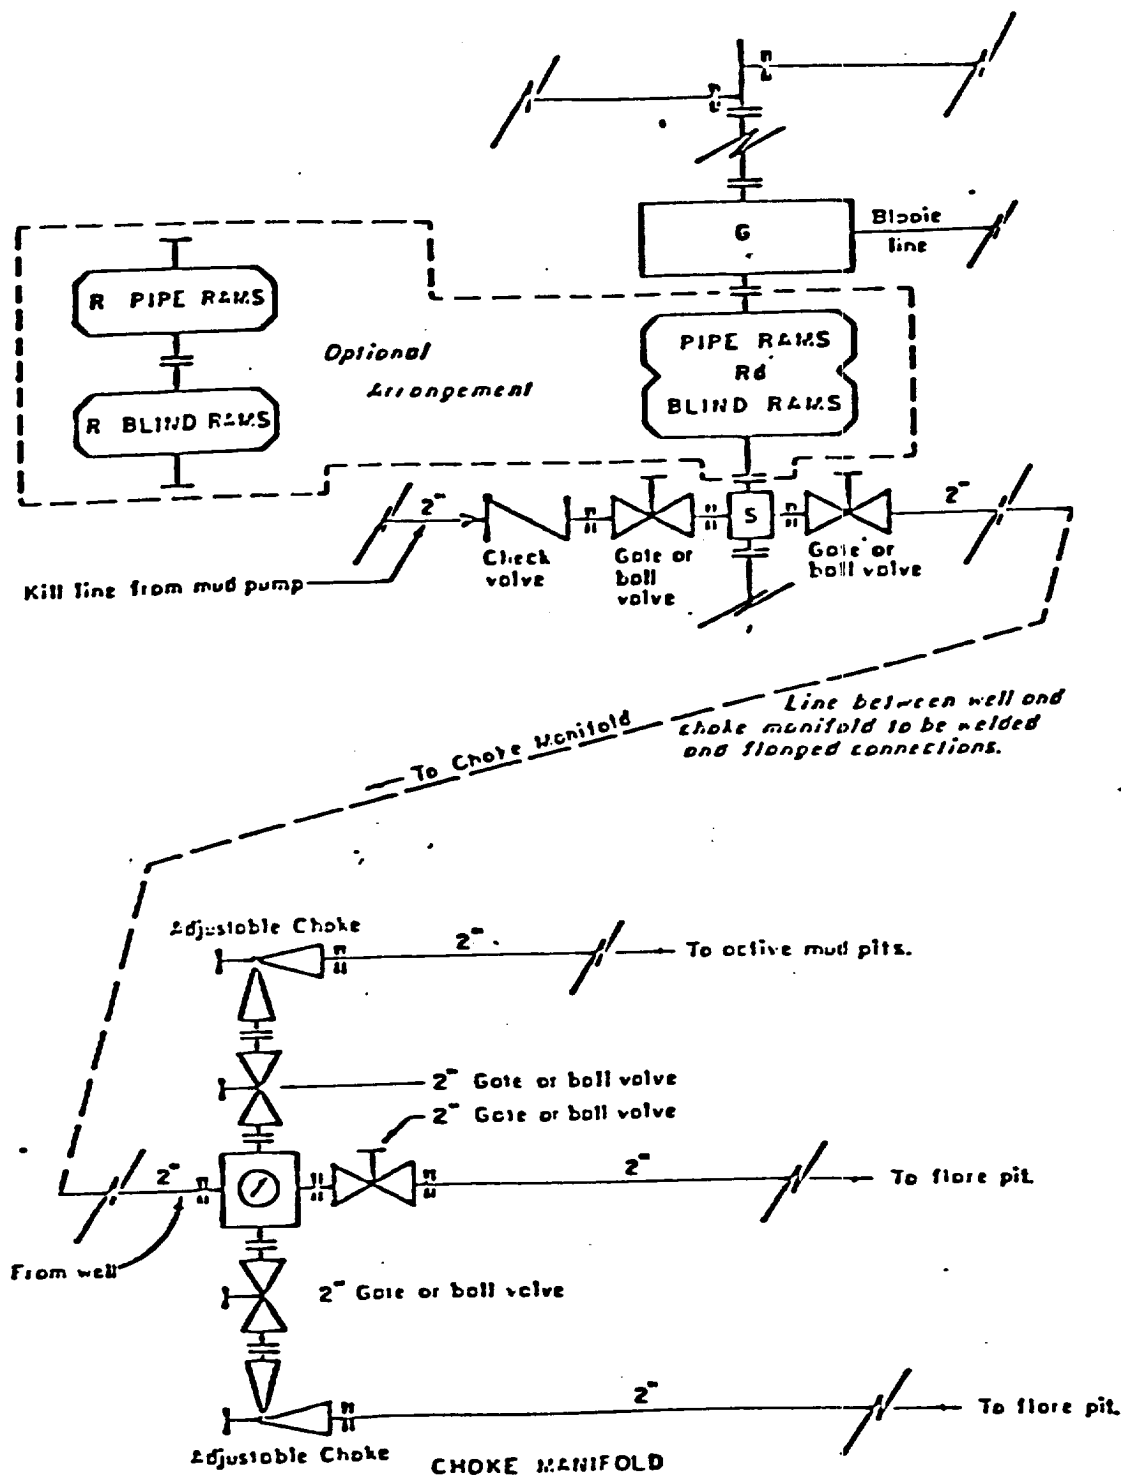 G
Blooie
line
R PIPE RAMS
R BLIND RAMS
Optional
Arrangement
PIPE RAMS
Rd
BLIND RAMS
2"
Check
valve
Gate or
ball
valve
S
Gate or
ball valve
2"
Kill line from mud pump
Line between well and
choke manifold to be welded
and flanged connections.
To Choke Manifold
Adjustable Choke
2"
To active mud pits.
2" Gate or ball valve
2" Gate or ball valve
2"
2"
To flare pit.
From well
2" Gate or ball valve
2"
To flare pit.
Adjustable Choke
CHOKE MANIFOLD